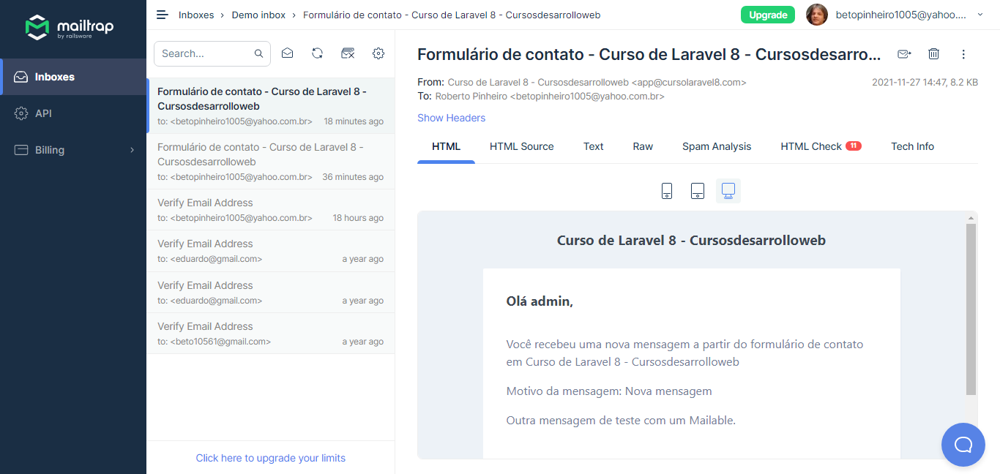 mailtrap
by railsware
Inboxes
API
Billing
Inboxes › Demo inbox › Formulário de contato - Curso de Laravel 8 - Cursosdesarrolloweb
Upgrade
betopinheiro1005@yahoo....
Search...
Formulário de contato - Curso de Laravel 8 -
Cursosdesarrolloweb
to: <betopinheiro1005@yahoo.com.br> 18 minutes ago
Formulário de contato - Curso de Laravel 8 -
Cursosdesarrolloweb
to: <betopinheiro1005@yahoo.com.br> 36 minutes ago
Verify Email Address
to: <betopinheiro1005@yahoo.com.br> 18 hours ago
Verify Email Address
to: <eduardo@gmail.com> a year ago
Verify Email Address
to: <eduardo@gmail.com> a year ago
Verify Email Address
to: <beto10561@gmail.com> a year ago
Click here to upgrade your limits
Formulário de contato - Curso de Laravel 8 - Cursosdesarro...
From: Curso de Laravel 8 - Cursosdesarrolloweb <app@cursolaravel8.com>
2021-11-27 14:47, 8.2 KB
To: Roberto Pinheiro <betopinheiro1005@yahoo.com.br>
Show Headers
HTML HTML Source Text Raw Spam Analysis HTML Check 11 Tech Info
Curso de Laravel 8 - Cursosdesarrolloweb
Olá admin,
Você recebeu uma nova mensagem a partir do formulário de contato
em Curso de Laravel 8 - Cursosdesarrolloweb
Motivo da mensagem: Nova mensagem
Outra mensagem de teste com um Mailable.